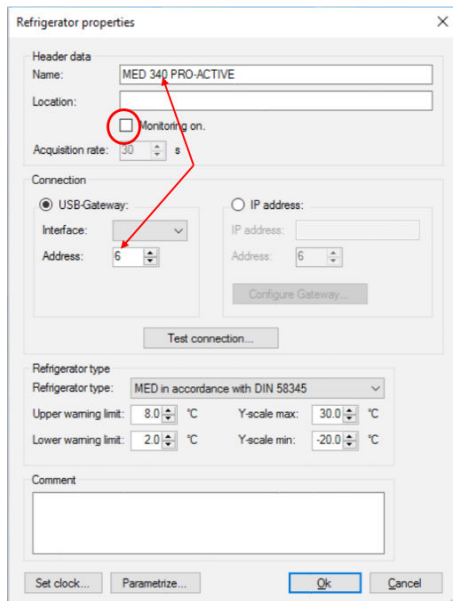 Refrigerator properties
Header data
Name: MED 340 PRO-ACTIVE
Location:
Monitoring on.
Acquisition rate: 30 s
Connection
USB-Gateway:
IP address:
Interface:
IP address:
Address: 6
Address: 6
Configure Gateway...
Test connection...
Refrigerator type
Refrigerator type: MED in accordance with DIN 58345
Upper warning limit: 8.0 °C Y-scale max: 30.0 °C
Lower warning limit: 2.0 °C Y-scale min: -20.0 °C
Comment
Set clock... Parametrize... Ok Cancel